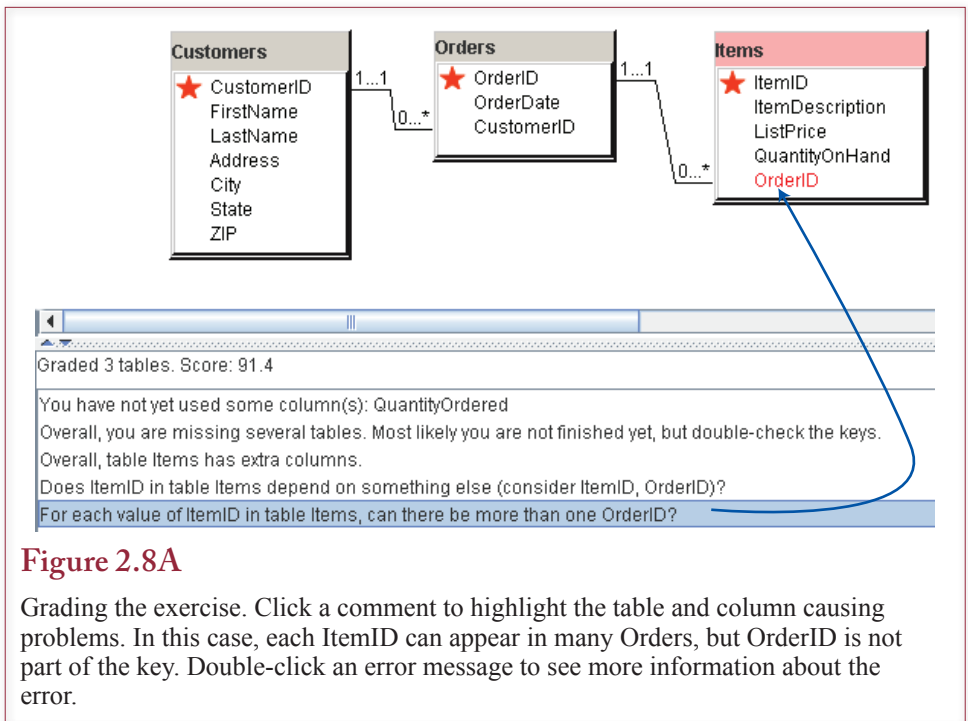 Customers
CustomerID
FirstName
LastName
Address
City
State
ZIP
1...1
0...*
Orders
OrderID
OrderDate
CustomerID
1...1
0...*
Items
ItemID
ItemDescription
ListPrice
QuantityOnHand
OrderID
Graded 3 tables. Score: 91.4
You have not yet used some column(s): QuantityOrdered
Overall, you are missing several tables. Most likely you are not finished yet, but double-check the keys.
Overall, table Items has extra columns.
Does ItemID in table Items depend on something else (consider ItemID, OrderID)?
For each value of ItemID in table Items, can there be more than one OrderID?
Figure 2.8A
Grading the exercise. Click a comment to highlight the table and column causing
problems. In this case, each ItemID can appear in many Orders, but OrderID is not
part of the key. Double-click an error message to see more information about the
error.